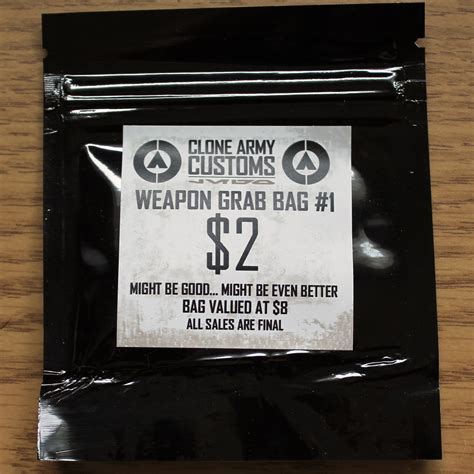 CLONE ARMY
CUSTOMS
WEAPON GRAB BAG #1
$2
MIGHT BE GOOD... MIGHT BE EVEN BETTER
BAG VALUED AT $8
ALL SALES ARE FINAL